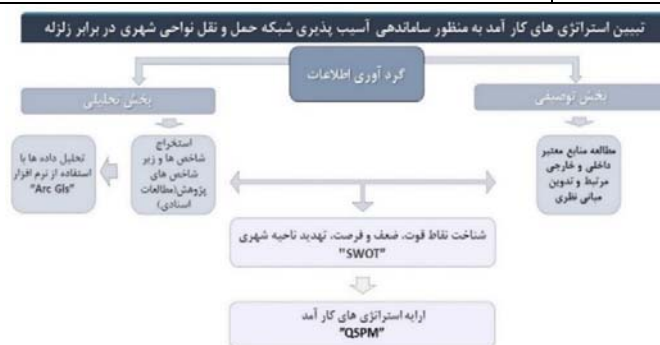 تبیین استراتژی های کار آمد به منظور ساماندهی آسیب پذیری شبکه حمل و نقل نواحی شهری در برابر زلزله
گرد آوری اطلاعات
بخش توصیفی
بخش تحلیلی
مطالعه منابع معتبر
داخلی و خارجی
مرتبط و تدوین
مبانی نظری
استخراج
شاخص ها و زیر
شاخص های
پژوهش(مطالعات
اسنادی)
تحلیل داده ها با
استفاده از نرم افزار
"Arc GIs"
شناخت نقاط قوت، ضعف و فرصت، تهدید ناحیه شهری
"SWOT"
ارایه استراتژی های کار آمد
"QSPM"